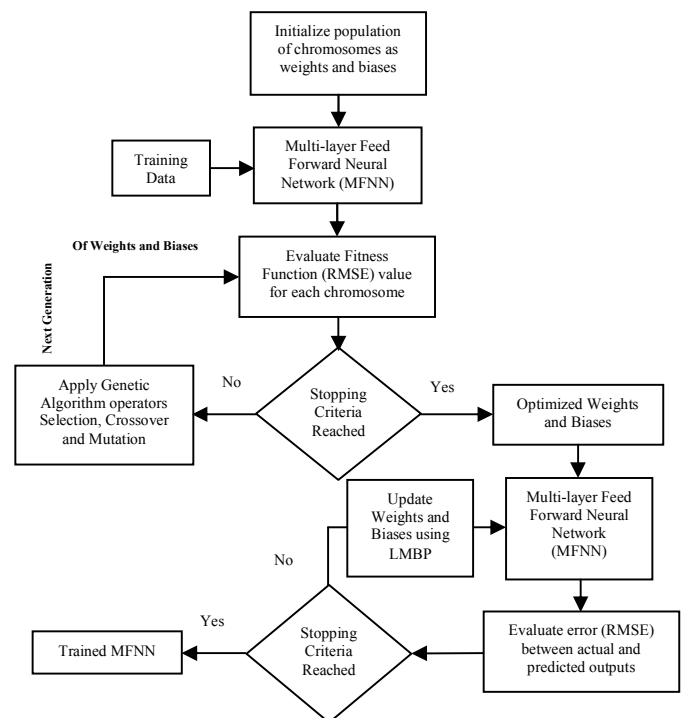 Initialize population
of chromosomes as
weights and biases
Training
Data
Multi-layer Feed
Forward Neural
Network (MFNN)
Of Weights and Biases
Next Generation
Evaluate Fitness
Function (RMSE) value
for each chromosome
No
Stopping
Criteria
Reached
Yes
Apply Genetic
Algorithm operators
Selection, Crossover
and Mutation
Optimized Weights
and Biases
Update
Weights and
Biases using
LMBP
Multi-layer Feed
Forward Neural
Network
(MFNN)
No
Yes
Stopping
Criteria
Reached
Evaluate error (RMSE)
between actual and
predicted outputs
Trained MFNN